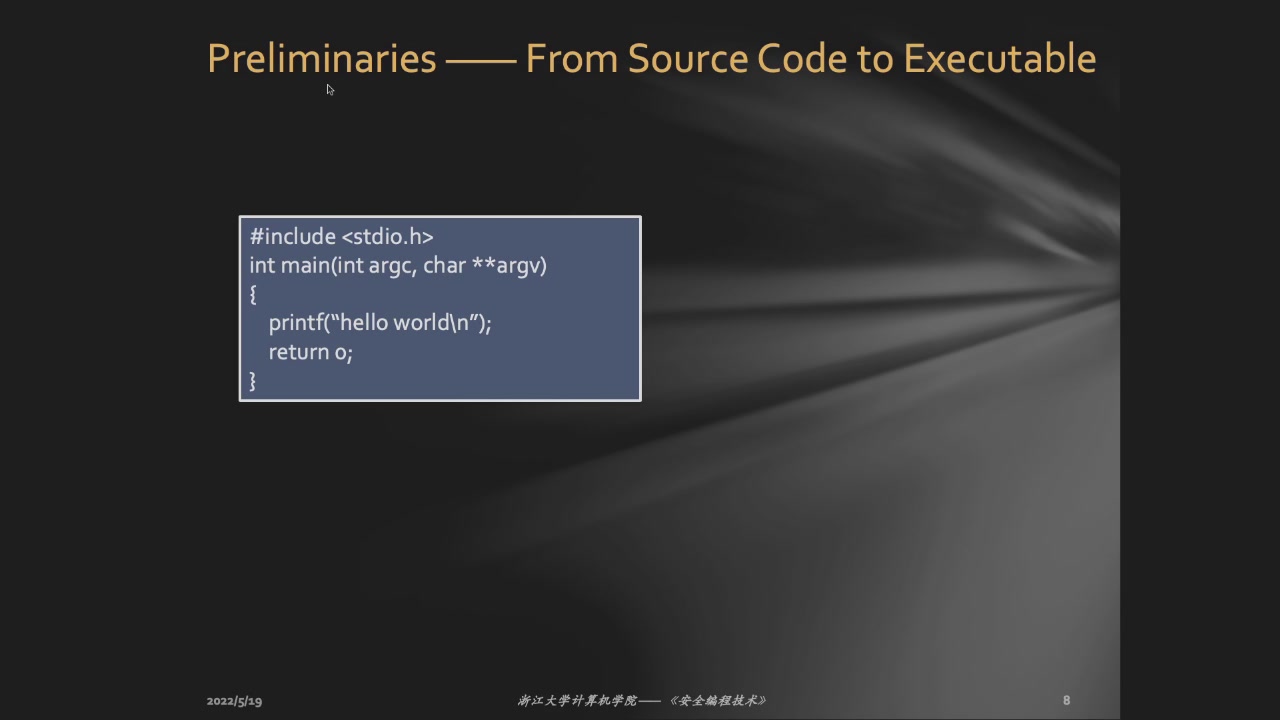 Preliminaries —— From Source Code to Executable
#include <stdio.h>
int main(int argc, char **argv)
{
    printf(“hello world\n”);
    return 0;
}
2022/5/19
浙江大学计算机学院——《安全编程技术》
8